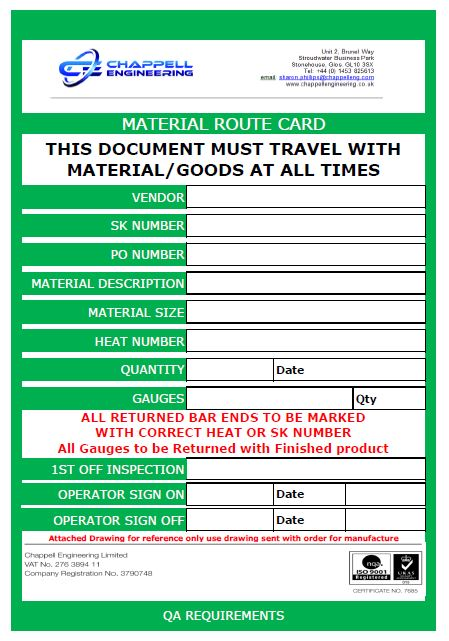 CHAPPELL
ENGINEERING
Unit 2, Brunel Way
Stroudwater Business Park
Stonehouse, Glos. GL10 3SX
Tel: +44 (0) 1453 825613
email: sharon.phillips@chappelleng.com
www.chappellengineering.co.uk
MATERIAL ROUTE CARD
THIS DOCUMENT MUST TRAVEL WITH
MATERIAL/GOODS AT ALL TIMES
VENDOR
SK NUMBER
PO NUMBER
MATERIAL DESCRIPTION
MATERIAL SIZE
HEAT NUMBER
QUANTITY Date
GAUGES Qty
ALL RETURNED BAR ENDS TO BE MARKED
WITH CORRECT HEAT OR SK NUMBER
All Gauges to be Returned with Finished product
1ST OFF INSPECTION
OPERATOR SIGN ON Date
OPERATOR SIGN OFF Date
Attached Drawing for reference only use drawing sent with order for manufacture
Chappell Engineering Limited
VAT No. 276 3894 11
Company Registration No. 3790748
nqa
ISO 9001
Registered
UKAS
CERTIFICATE NO. 7685
QA REQUIREMENTS